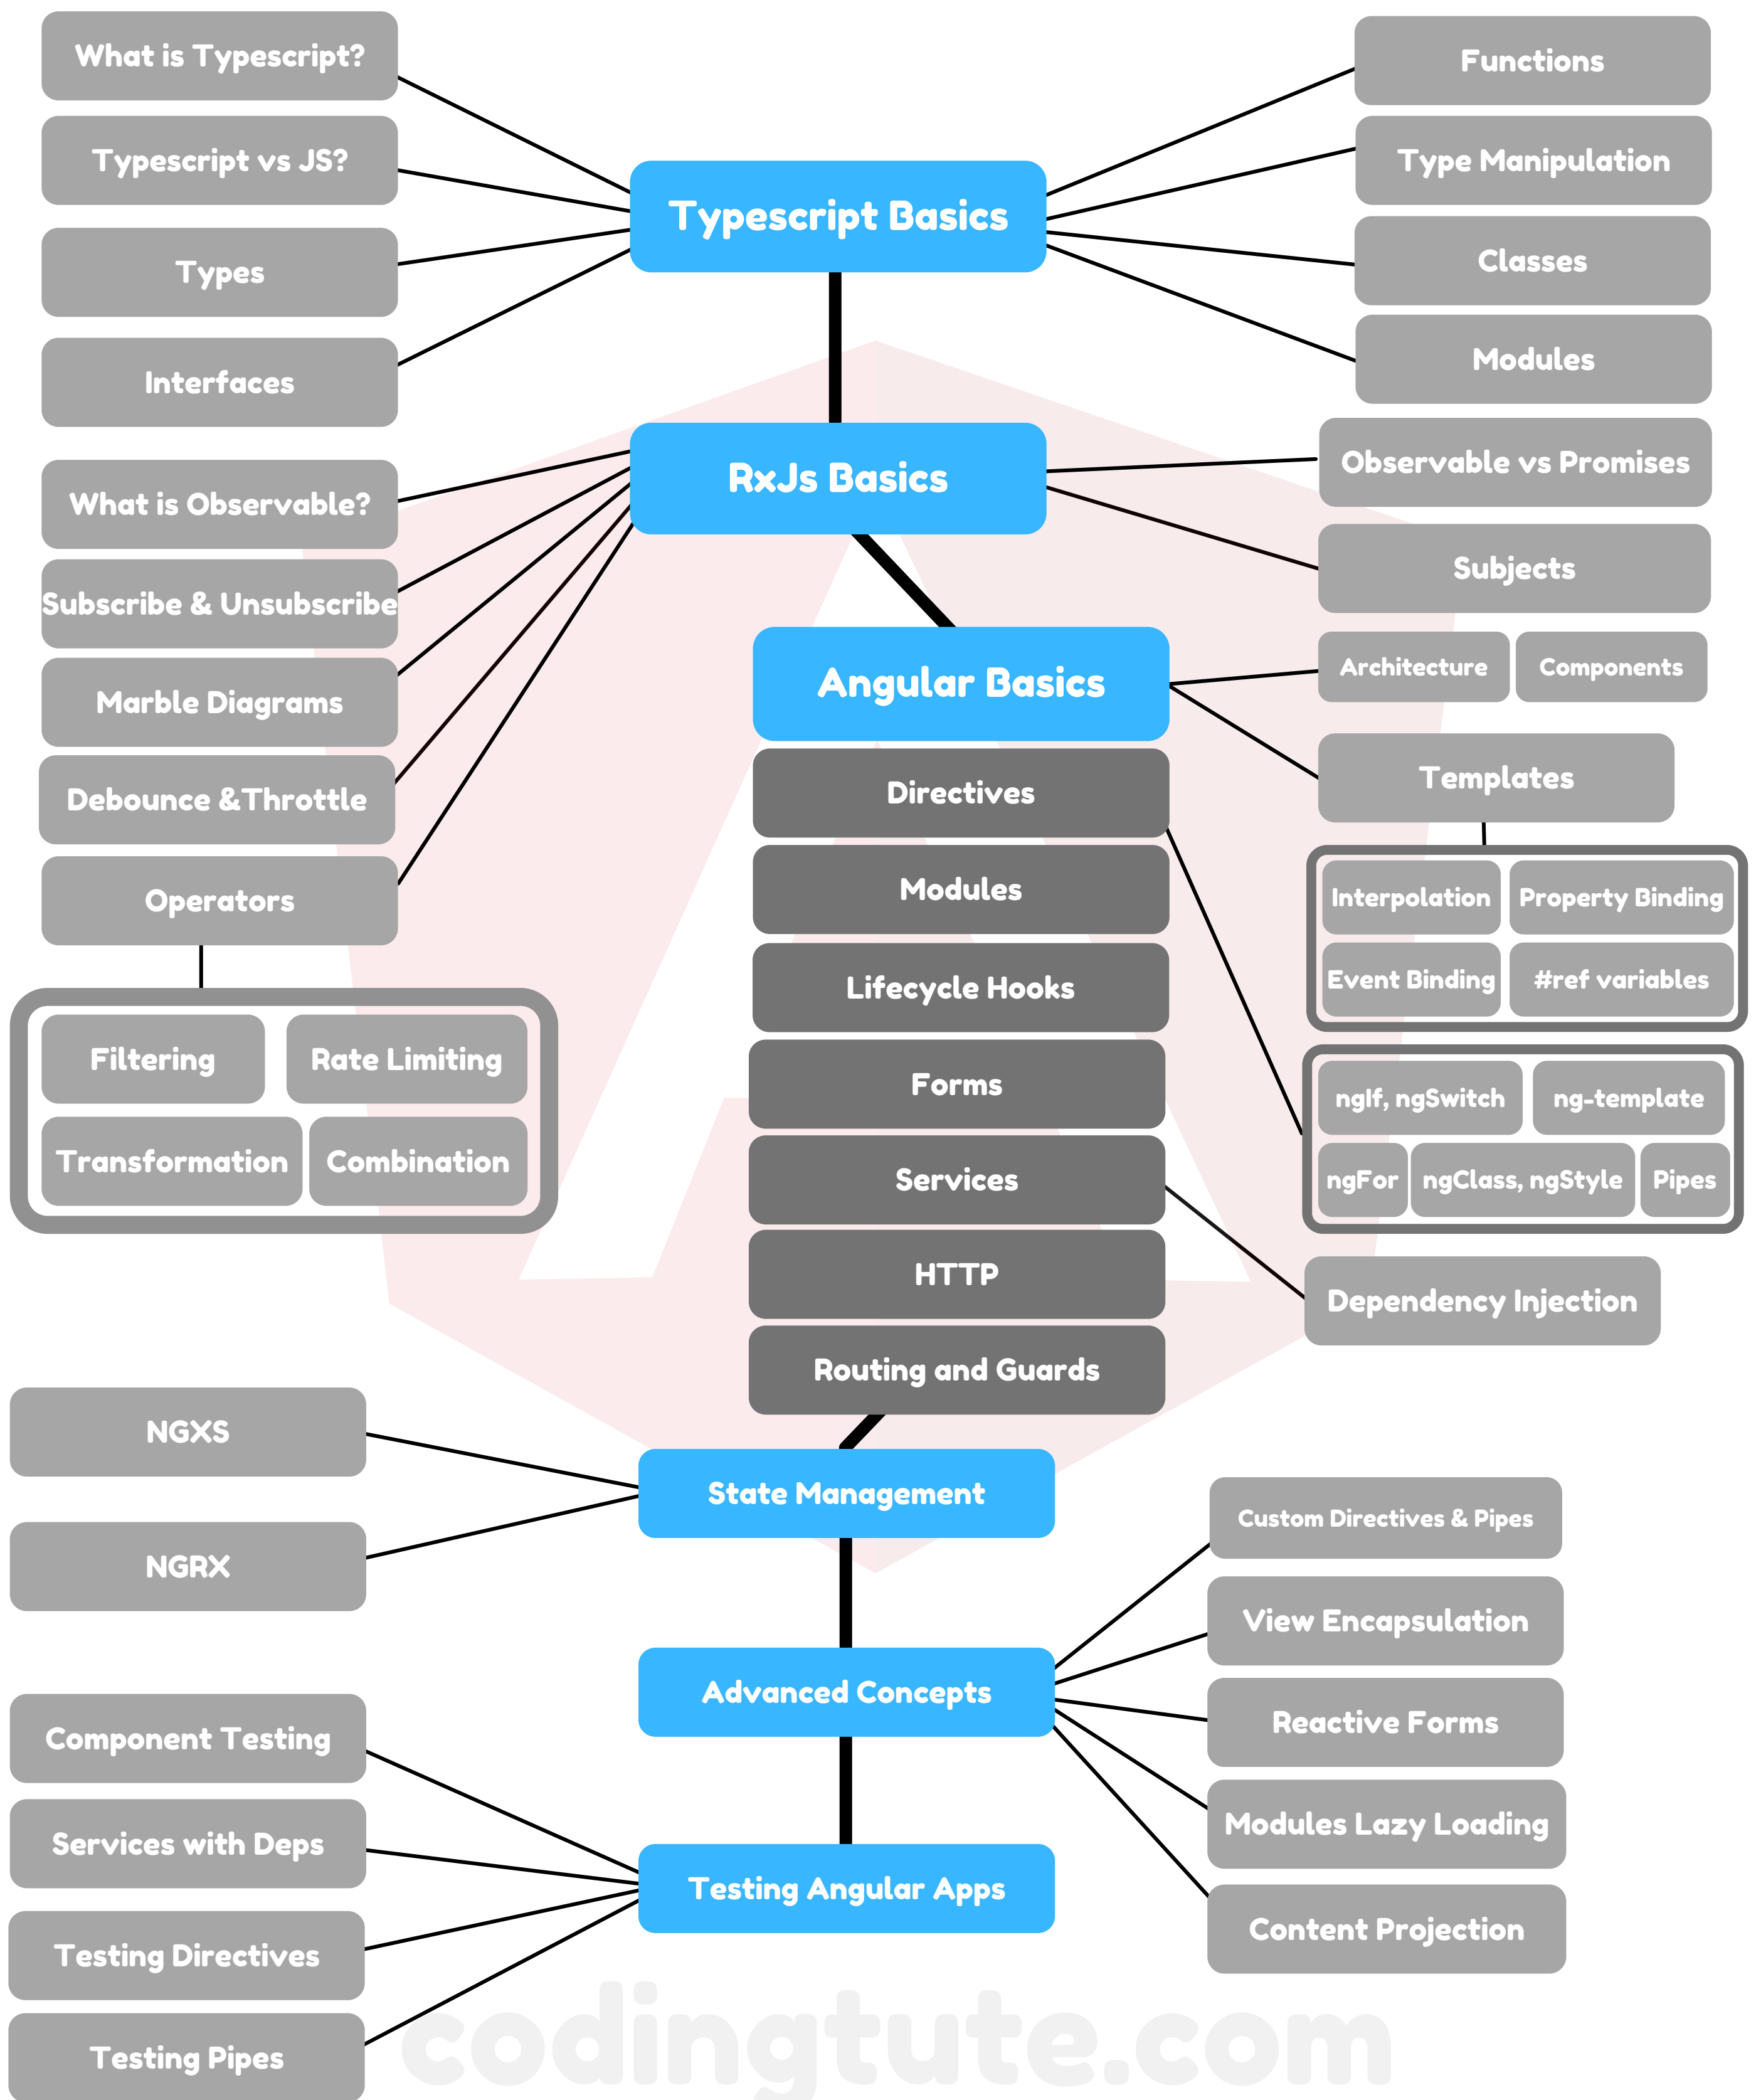 What is Typescript?
Typescript vs JS?
Types
Interfaces
Typescript Basics
Functions
Type Manipulation
Classes
Modules
RxJs Basics
What is Observable?
Subscribe & Unsubscribe
Marble Diagrams
Debounce &Throttle
Operators
Filtering
Rate Limiting
Transformation
Combination
Observable vs Promises
Subjects
Angular Basics
Architecture
Components
Templates
Interpolation
Property Binding
Event Binding
#ref variables
Directives
Modules
Lifecycle Hooks
Forms
Services
HTTP
Routing and Guards
ngIf, ngSwitch
ng-template
ngFor
ngClass, ngStyle
Pipes
Dependency Injection
State Management
NGXS
NGRX
Advanced Concepts
Custom Directives & Pipes
View Encapsulation
Reactive Forms
Modules Lazy Loading
Content Projection
Testing Angular Apps
Component Testing
Services with Deps
Testing Directives
Testing Pipes
codingtute.com